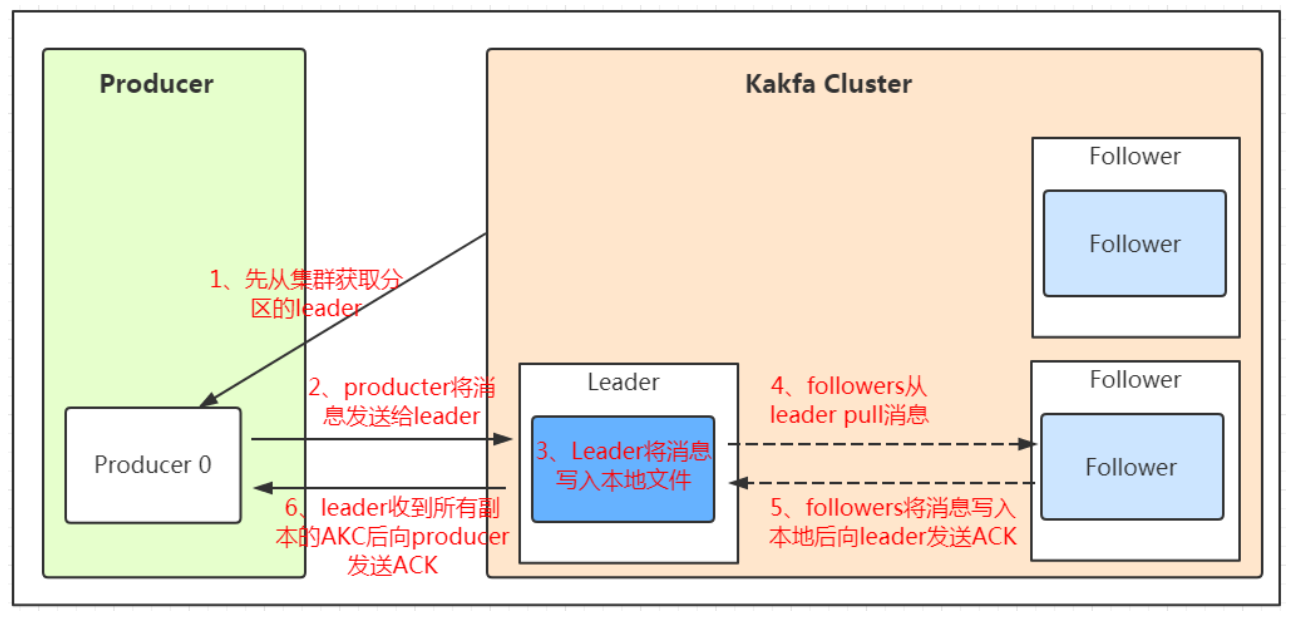 Producer
Kakfa Cluster
Follower
Follower
1、先从集群获取分
区的leader
2、producter将消
息发送给leader
Leader
4、followers从
leader pull消息
Follower
Producer 0
3、Leader将消息
写入本地文件
Follower
6、leader收到所有副
本的AKC后向producer
发送ACK
5、followers将消息写入
本地后向leader发送ACK